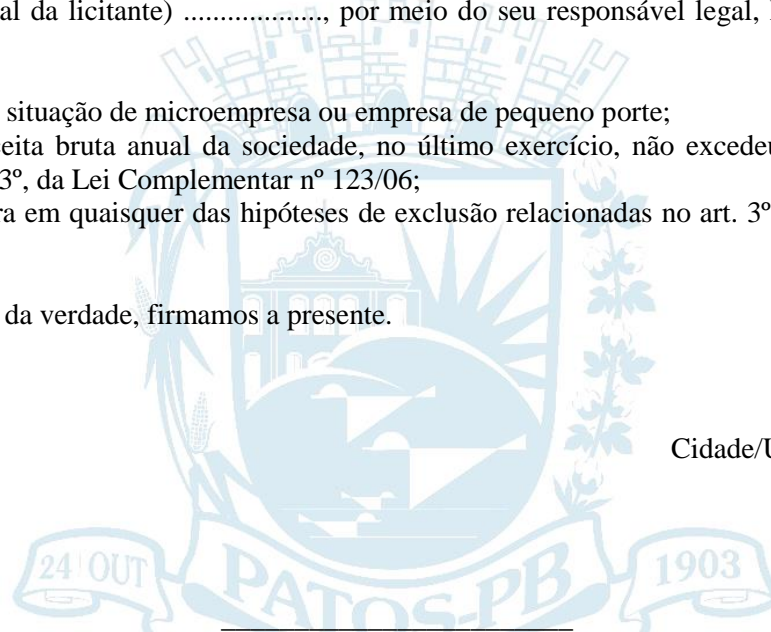 al da licitante) ..................., por meio do seu responsável legal,
situação de microempresa ou empresa de pequeno porte;
eita bruta anual da sociedade, no último exercício, não excedeu
3º, da Lei Complementar nº 123/06;
ra em quaisquer das hipóteses de exclusão relacionadas no art. 3º
da verdade, firmamos a presente.
Cidade/U
24 OUT
PATOS-PB
1903